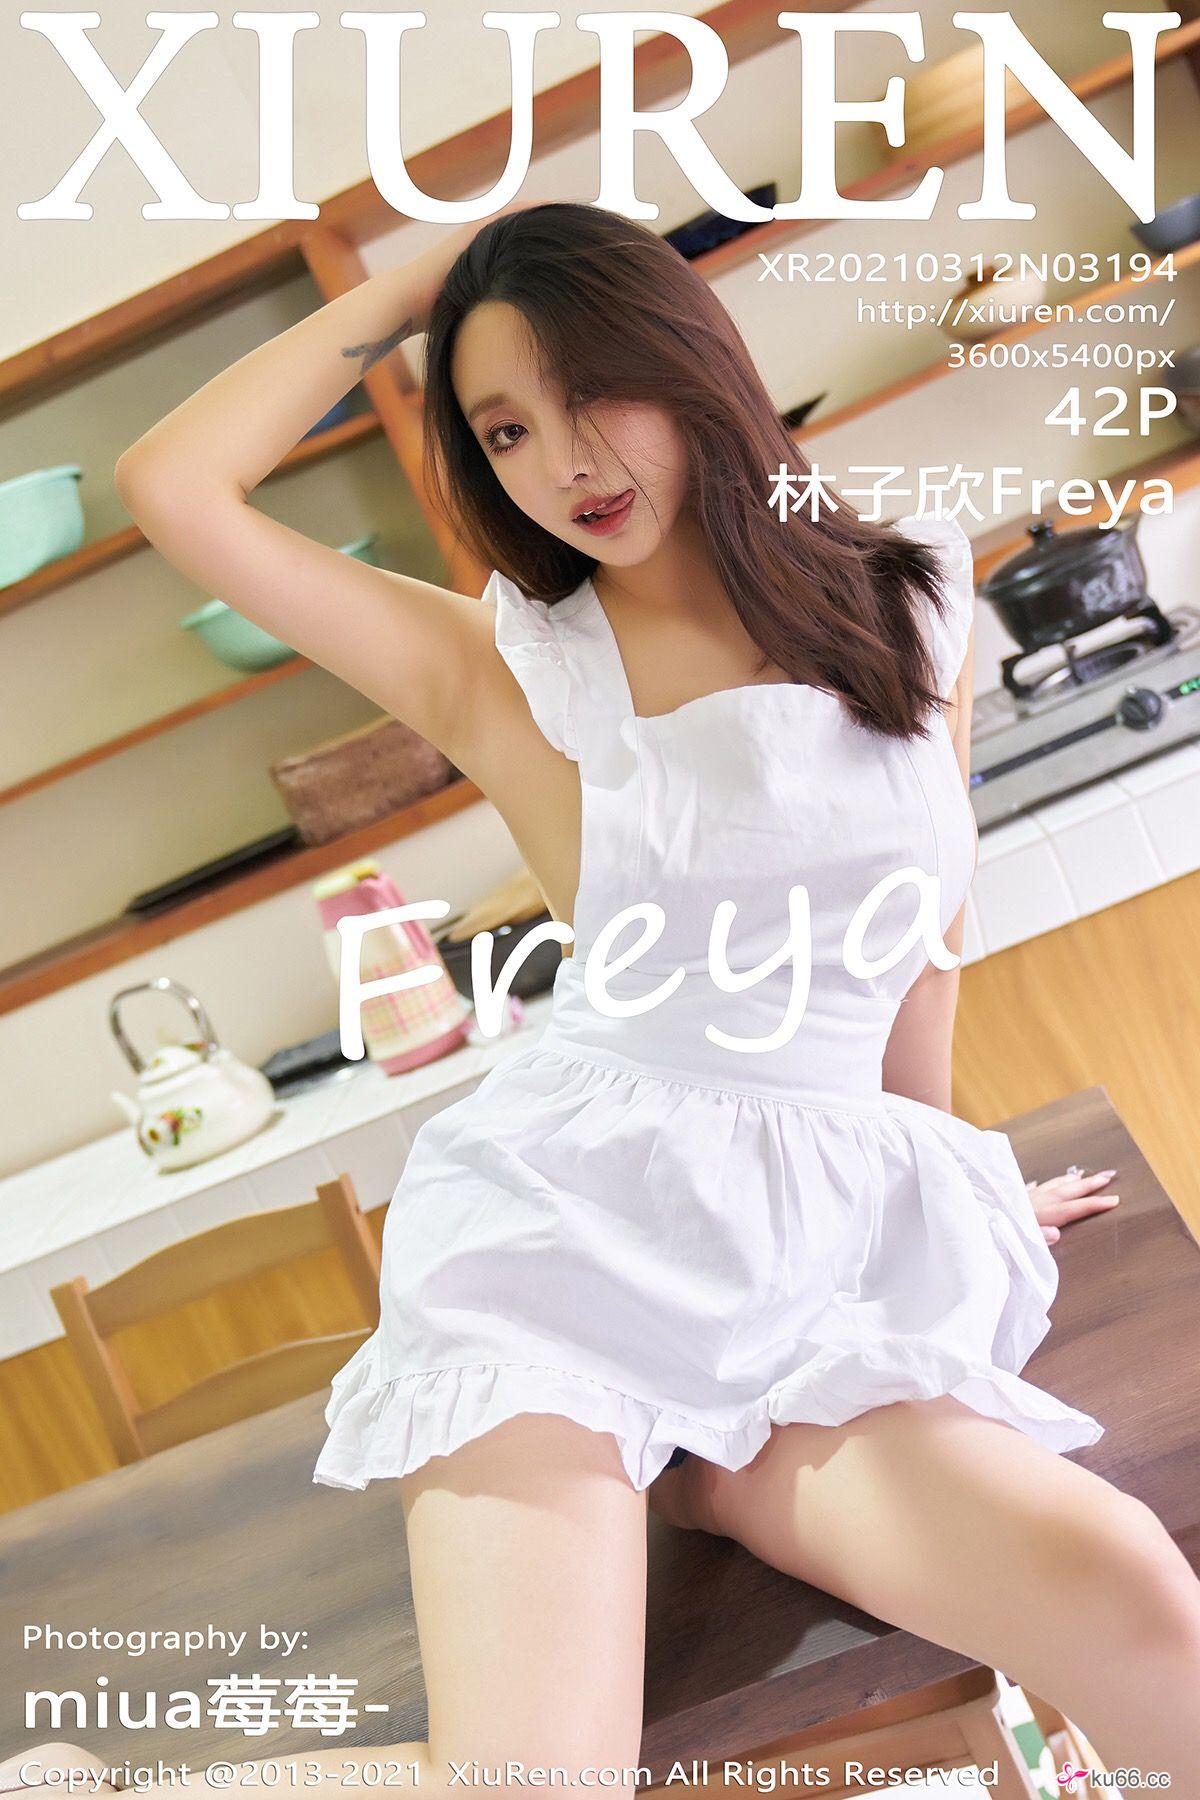 XIUREN
XR20210312N03194
http://xiuren.com/
3600x5400px
42P
林子欣Freya
Freya
Photography by:
miua莓莓-
Copyright @2013-2021 XiuRen.com All Rights Reserved
ku66.cc